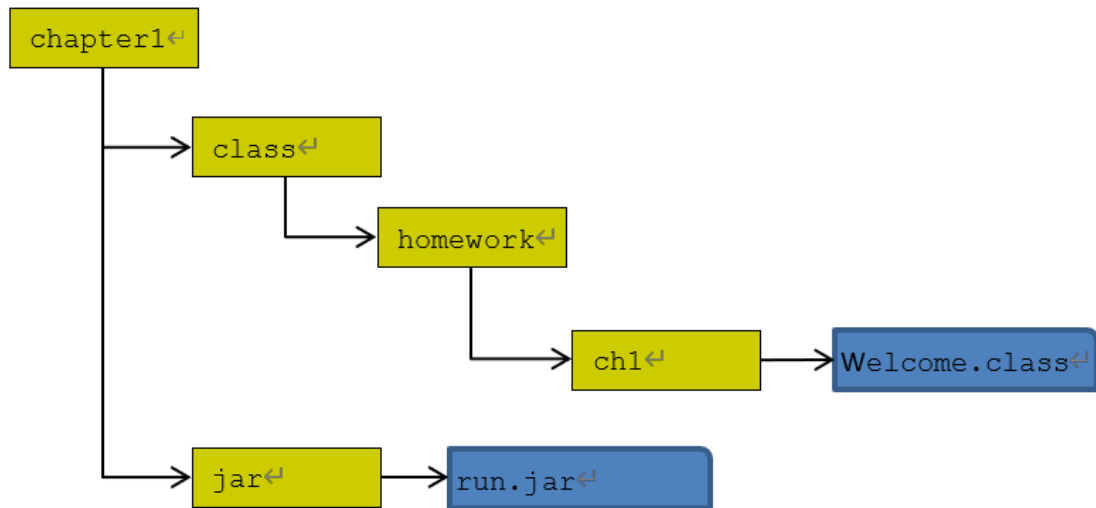 chapter1↵
class↵
homework↵
ch1↵
Welcome.class↵
jar↵
run.jar↵